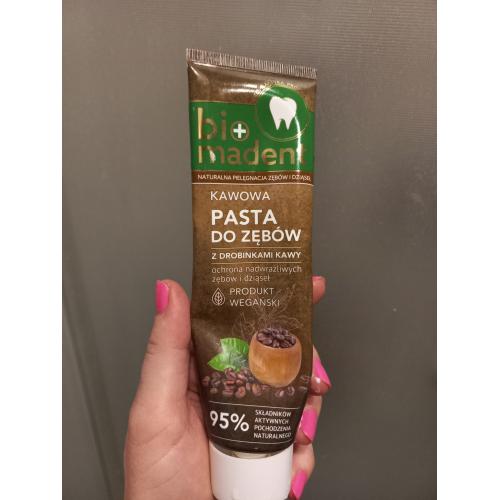 bi+
madent
NATURALNA PIELĘGNACJA ZĘBÓW I DZIĄSEŁ
KAWOWA
PASTA
DO ZĘBÓW
Z DROBINKAMI KAWY
ochrona nadwrażliwych
zębów i dziąseł
PRODUKT
WEGAŃSKI
95%
SKŁADNIKÓW
AKTYWNYCH
POCHODZENIA
NATURALNEGO